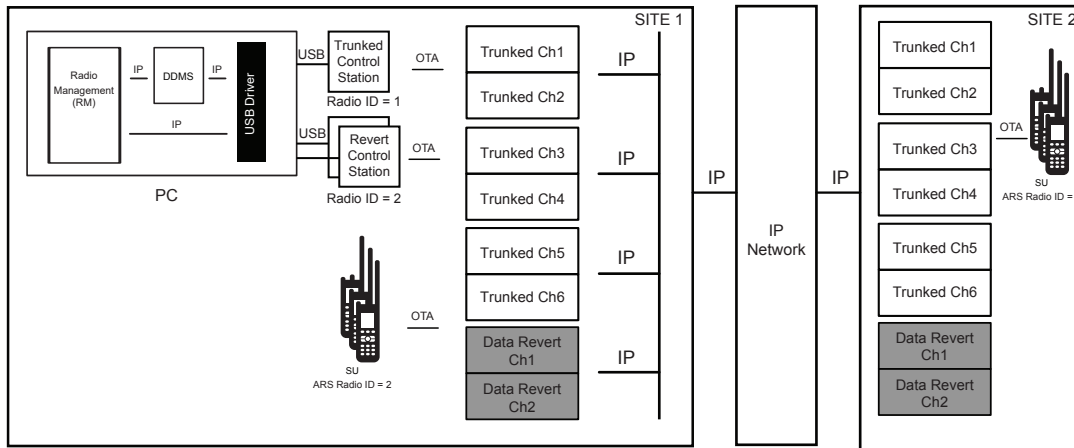 SITE 1
Radio
Management
(RM)
IP
DDMS
IP
IP
USB Driver
PC
USB
Trunked
Control
Station
Radio ID = 1
OTA
USB
Revert
Control
Station
Radio ID = 2
OTA
SU
ARS Radio ID = 2
OTA
Trunked Ch1
Trunked Ch2
Trunked Ch3
Trunked Ch4
Trunked Ch5
Trunked Ch6
Data Revert
Ch1
Data Revert
Ch2
IP
IP
IP
IP
IP
IP
Network
IP
SITE 2
Trunked Ch1
Trunked Ch2
Trunked Ch3
Trunked Ch4
Trunked Ch5
Trunked Ch6
Data Revert
Ch1
Data Revert
Ch2
OTA
SU
ARS Radio ID =